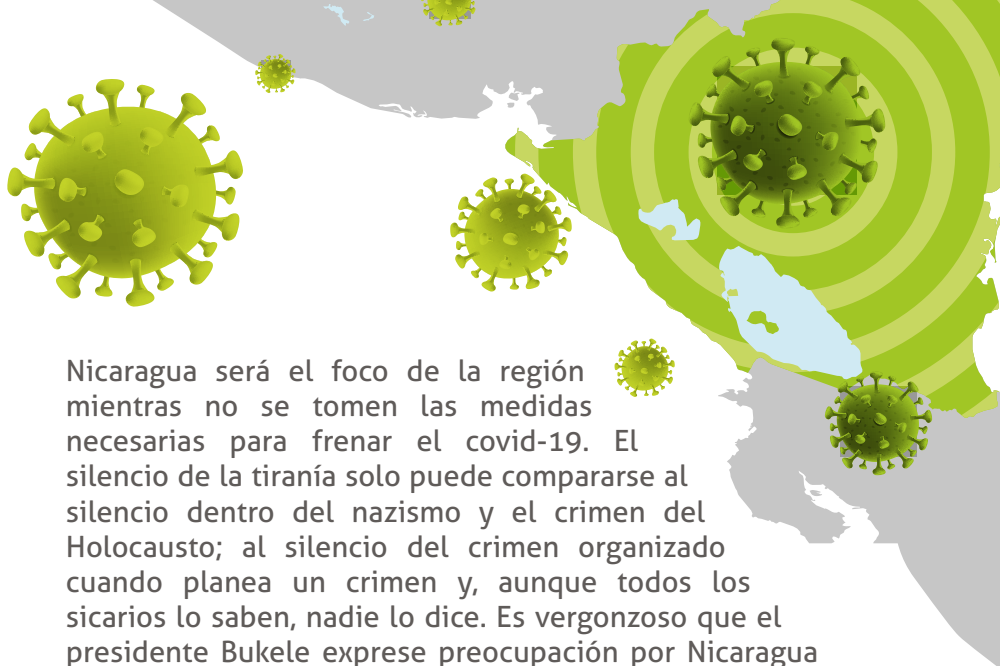 Nicaragua será el foco de la región
mientras no se tomen las medidas
necesarias para frenar el covid-19. El
silencio de la tiranía solo puede compararse al
silencio dentro del nazismo y el crimen del
Holocausto; al silencio del crimen organizado
cuando planea un crimen y, aunque todos los
sicarios lo saben, nadie lo dice. Es vergonzoso que el
presidente Bukele exprese preocupación por Nicaragua